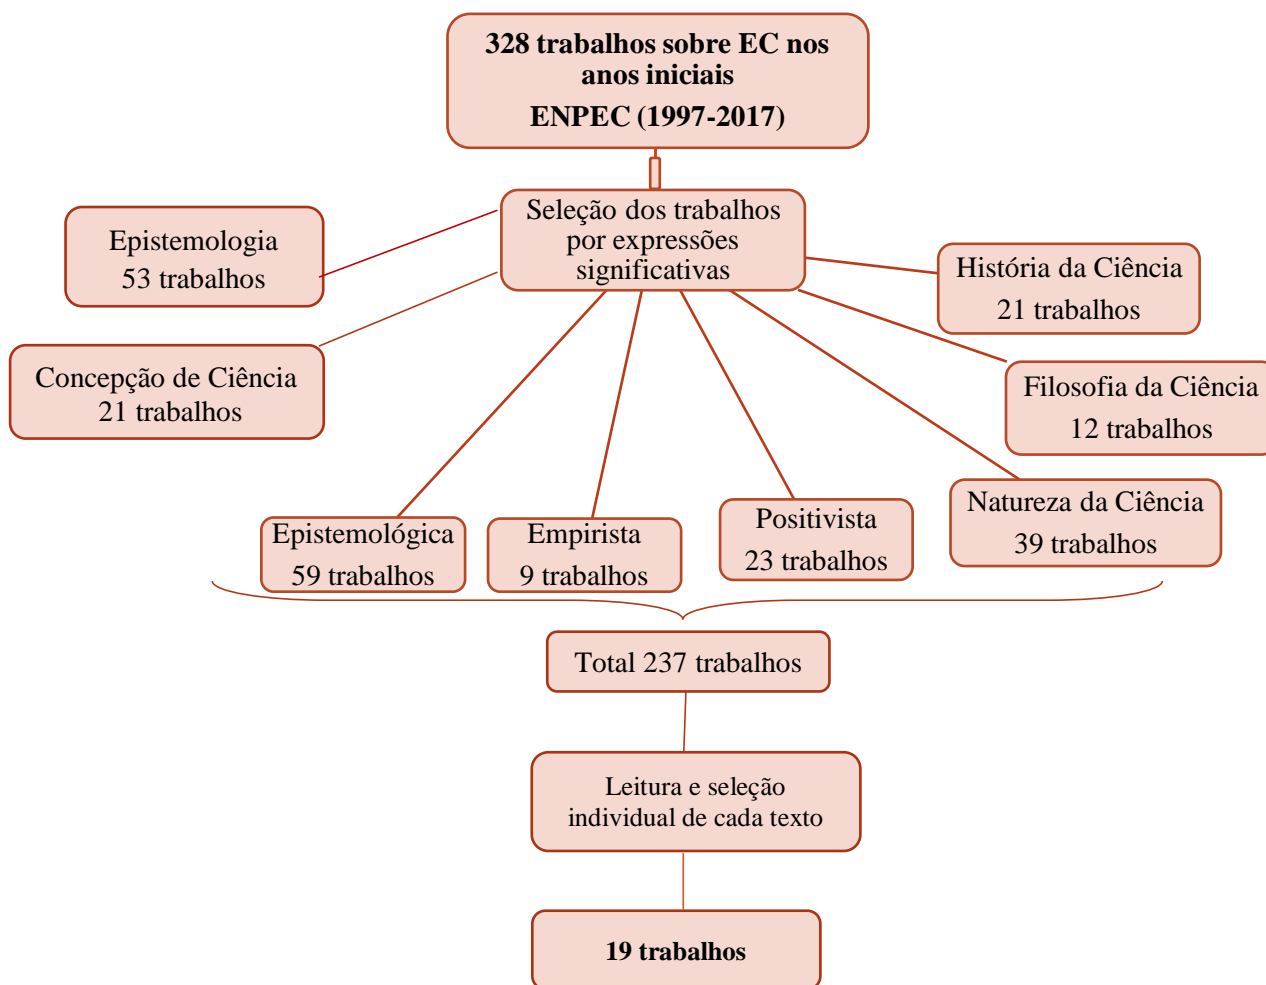 328 trabalhos sobre EC nos
anos iniciais
ENPEC (1997-2017)
Seleção dos trabalhos
por expressões
significativas
Epistemologia
53 trabalhos
História da Ciência
21 trabalhos
Concepção de Ciência
21 trabalhos
Filosofia da Ciência
12 trabalhos
Epistemológica
59 trabalhos
Empirista
9 trabalhos
Positivista
23 trabalhos
Natureza da Ciência
39 trabalhos
Total 237 trabalhos
Leitura e seleção
individual de cada texto
19 trabalhos